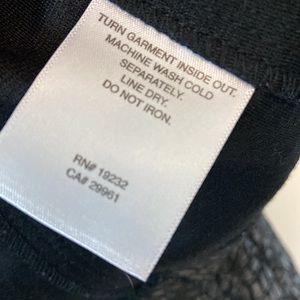 TURN GARMENT INSIDE OUT.
MACHINE WASH COLD
SEPARATELY.
LINE DRY.
DO NOT IRON.
RN# 19232
CA# 29961